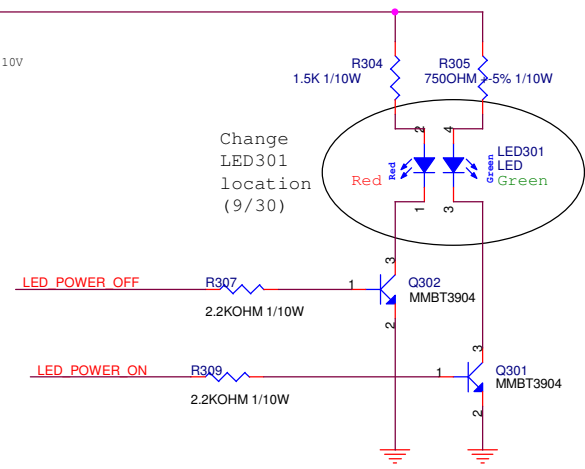 10V
R304
1.5K 1/10W
R305
750OHM +-5% 1/10W
Change
LED301
location
(9/30)
2
4
Red
Red
Green
LED301
LED
Green
1
3
LED_POWER_OFF
R307
2.2KOHM 1/10W
1
3
Q302
MMBT3904
2
LED_POWER_ON
R309
2.2KOHM 1/10W
1
3
Q301
MMBT3904
2